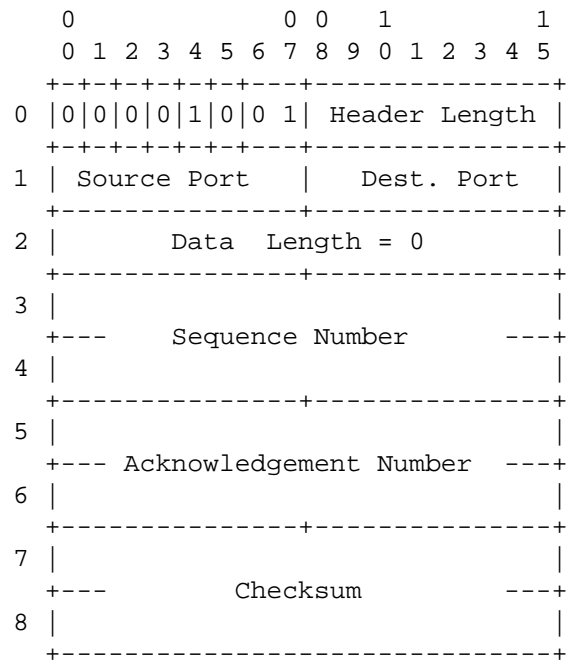 0             0 0   1         1
 0 1 2 3 4 5 6 7 8 9 0 1 2 3 4 5
+-+-+-+-+-+-+---+---------------+
0 |0|0|0|0|1|0|0 1| Header Length |
+-+-+-+-+-+-+---+---------------+
1 | Source Port | Dest. Port |
+---------------+---------------+
2 | Data  Length = 0 |
+---------------+---------------+
3 | |
+--- Sequence Number ---+
4 | |
+---------------+---------------+
5 | |
+--- Acknowledgement Number ---+
6 | |
+---------------+---------------+
7 | |
+--- Checksum ---+
8 | |
+-------------------------------+